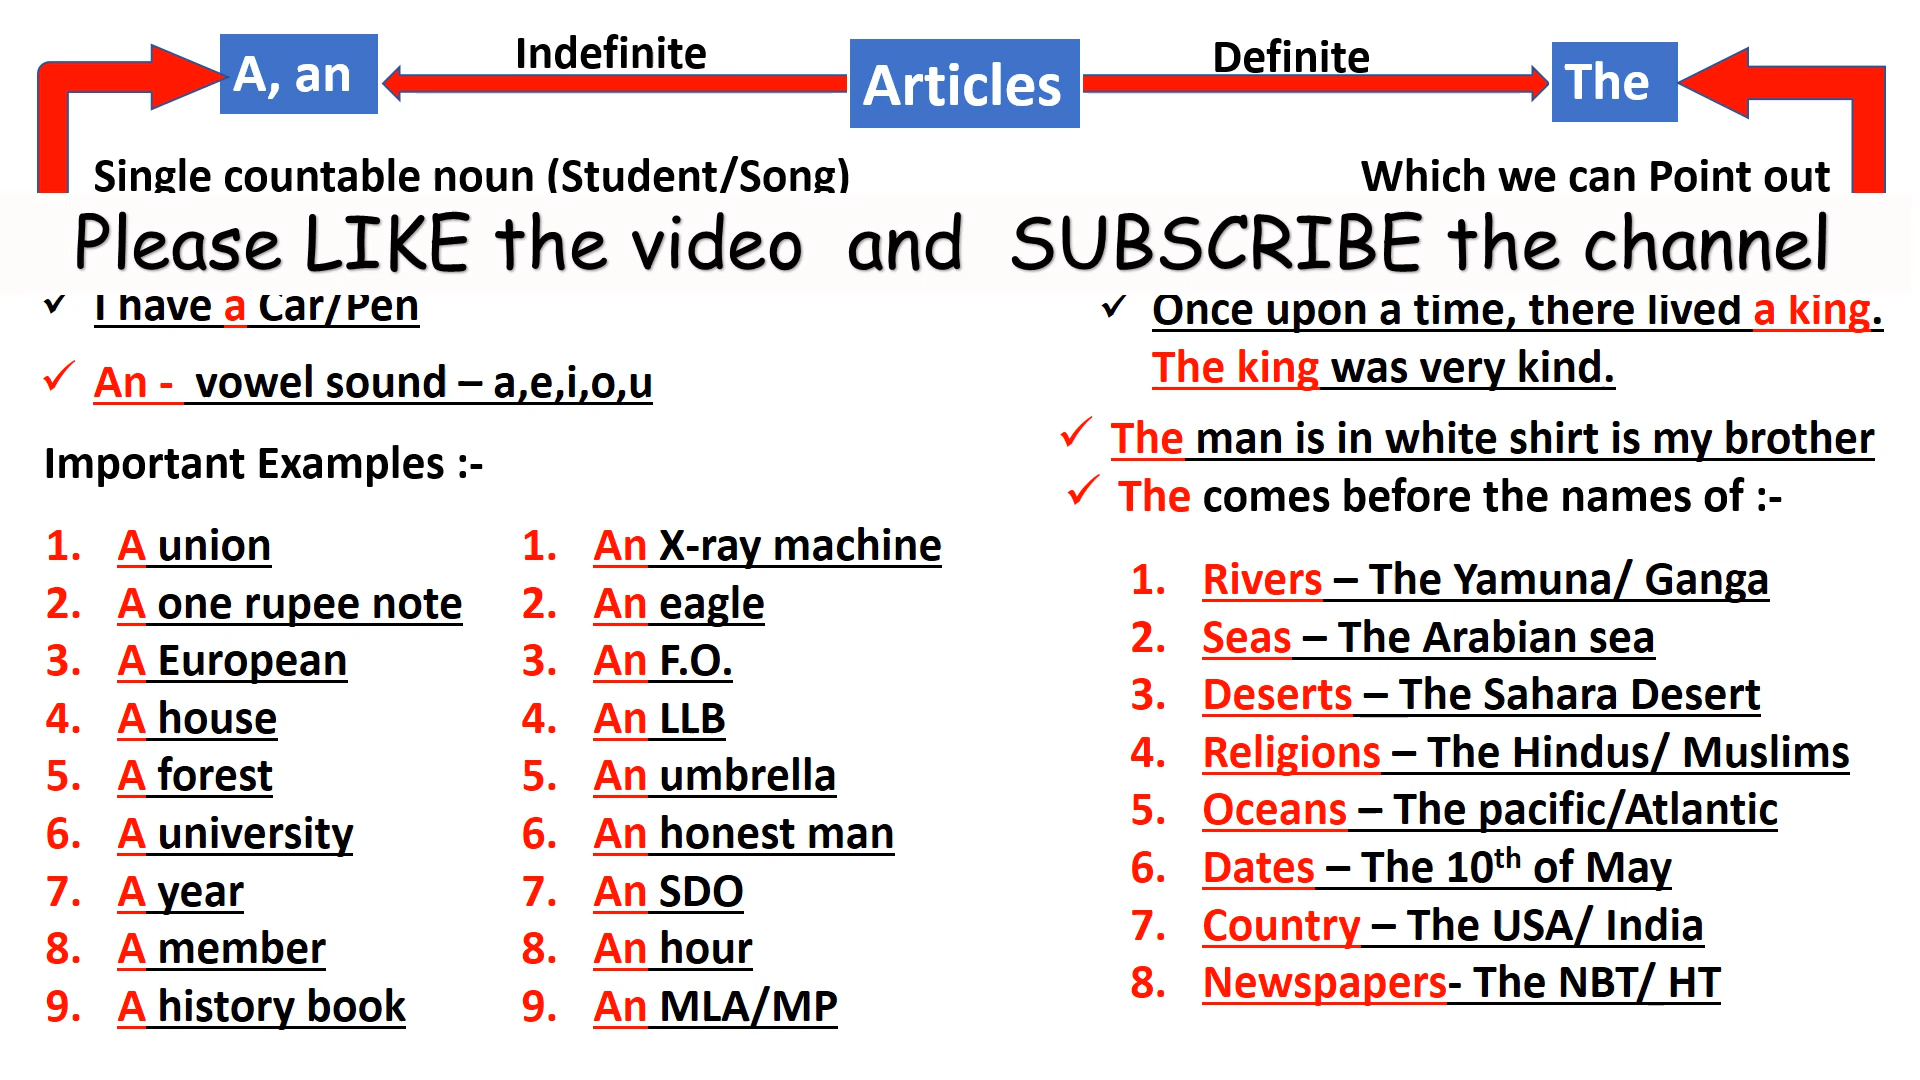 A, an
Indefinite
Articles
Definite
The
Single countable noun (Student/Song)
Which we can Point out
Please LIKE the video and SUBSCRIBE the channel
I have a Car/Pen
An - vowel sound – a,e,i,o,u
Important Examples :-
1. A union
2. A one rupee note
3. A European
4. A house
5. A forest
6. A university
7. A year
8. A member
9. A history book
1. An X-ray machine
2. An eagle
3. An F.O.
4. An LLB
5. An umbrella
6. An honest man
7. An SDO
8. An hour
9. An MLA/MP
Once upon a time, there lived a king.
The king was very kind.
The man is in white shirt is my brother
The comes before the names of :-
1. Rivers – The Yamuna/ Ganga
2. Seas – The Arabian sea
3. Deserts – The Sahara Desert
4. Religions – The Hindus/ Muslims
5. Oceans – The pacific/Atlantic
6. Dates – The 10th of May
7. Country – The USA/ India
8. Newspapers- The NBT/ HT